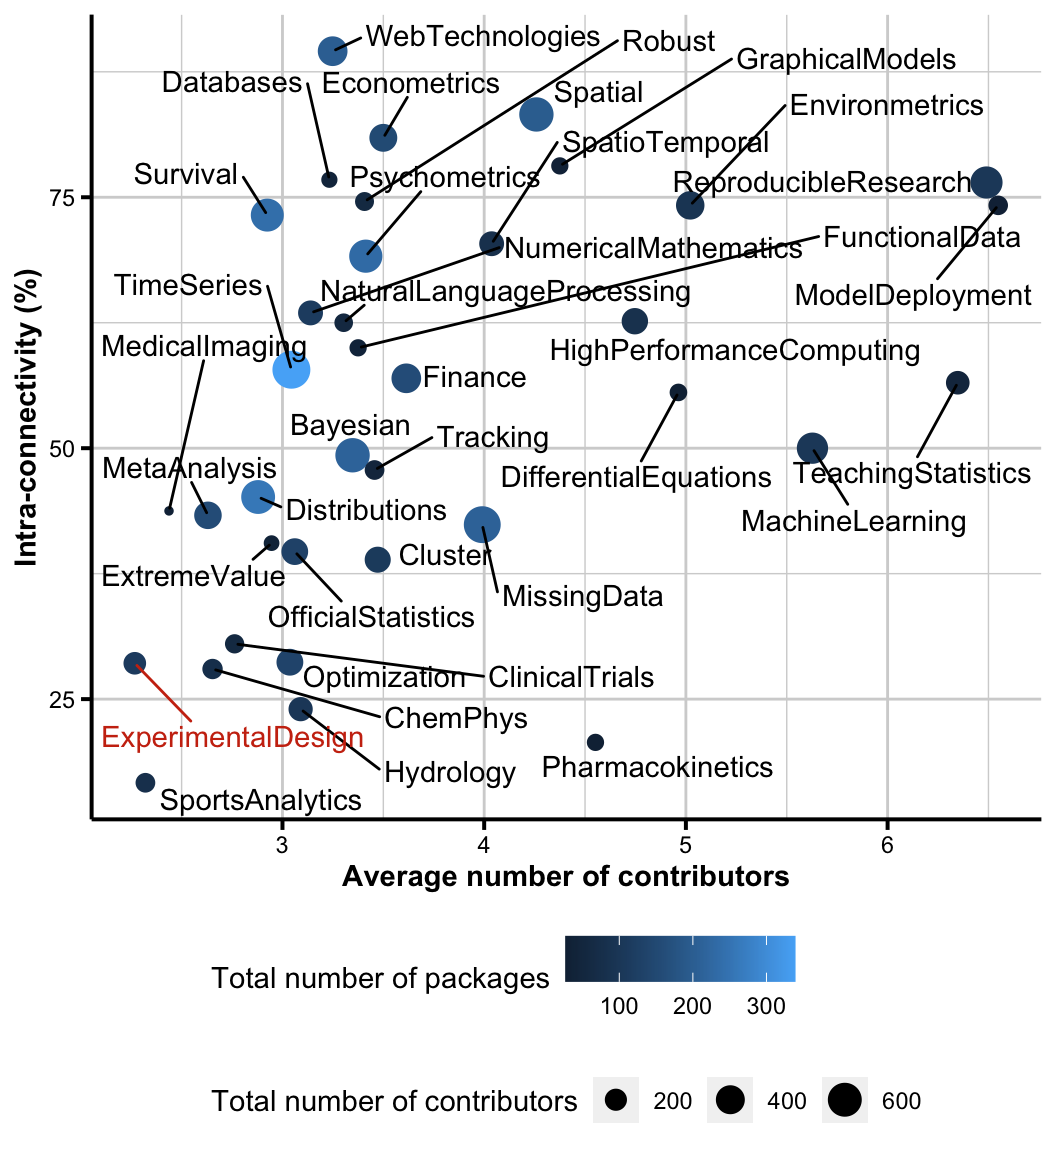 WebTechnologies
Robust
GraphicalModels
Databases
Econometrics
Spatial
Environmetrics
SpatioTemporal
Survival
Psychometrics
ReproducibleResearch
75
FunctionalData
NumericalMathematics
TimeSeries
NaturalLanguageProcessing
ModelDeployment
MedicalImaging
HighPerformanceComputing
Finance
Bayesian
Tracking
50
MetaAnalysis
DifferentialEquations
TeachingStatistics
Distributions
MachineLearning
Cluster
ExtremeValue
MissingData
OfficialStatistics
Optimization
ClinicalTrials
25
ChemPhys
ExperimentalDesign
Hydrology
Pharmacokinetics
SportsAnalytics
Intra-connectivity (%)
3 4 5 6
Average number of contributors
Total number of packages
100 200 300
Total number of contributors 200 400 600